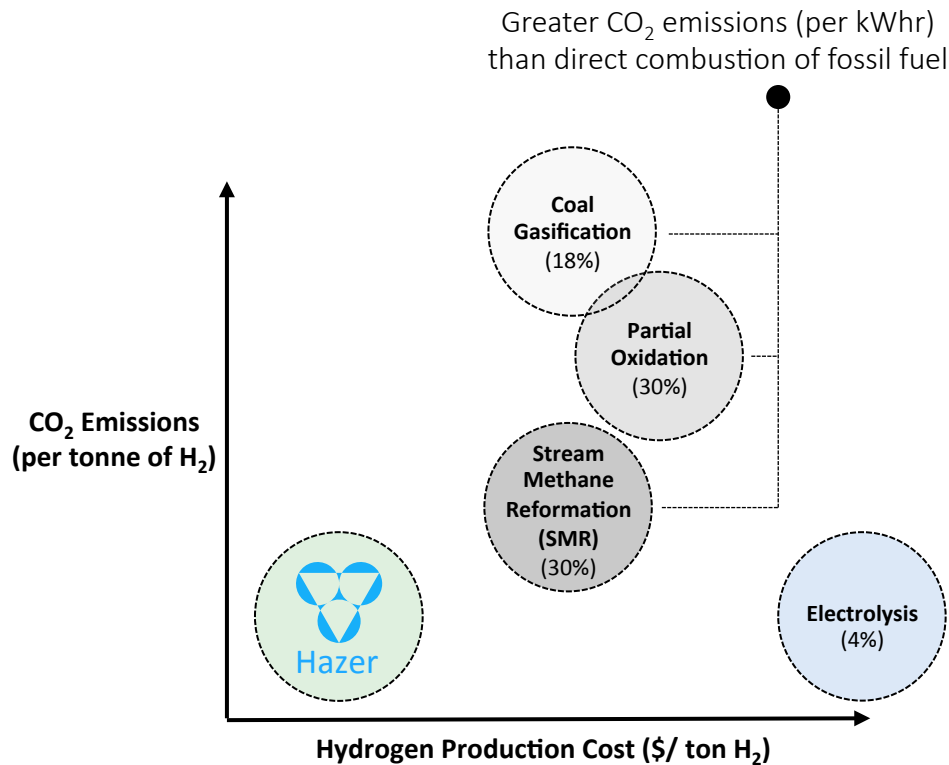 Greater CO₂ emissions (per kWhr)
than direct combustion of fossil fuel
Coal
Gasification
(18%)
Partial
Oxidation
(30%)
CO₂ Emissions
(per tonne of H₂)
Stream
Methane
Reformation
(SMR)
(30%)
Hazer
Electrolysis
(4%)
Hydrogen Production Cost ($/ ton H₂)